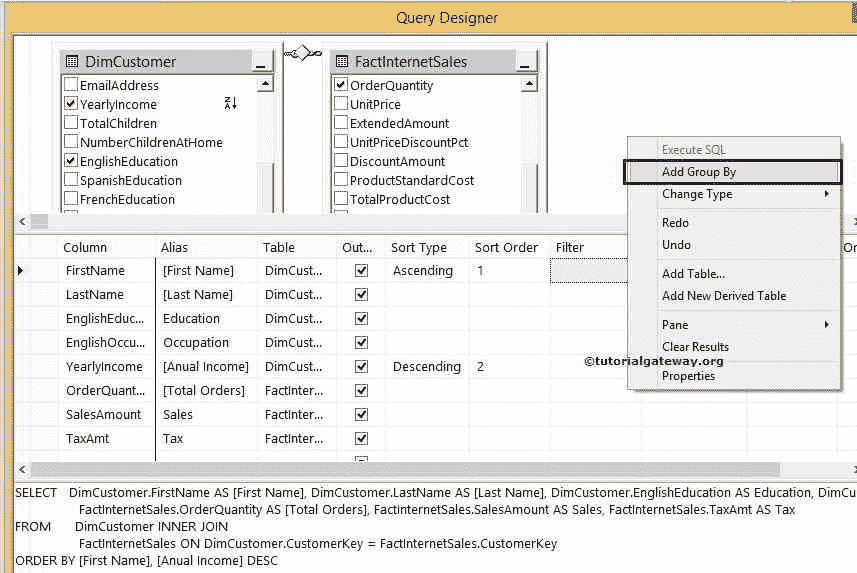 Query Designer
DimCustomer
EmailAddress
YearlyIncome
TotalChildren
NumberChildrenAtHome
EnglishEducation
SpanishEducation
FrenchEducation
FactInternetSales
OrderQuantity
UnitPrice
ExtendedAmount
UnitPriceDiscountPct
DiscountAmount
ProductStandardCost
TotalProductCost
Execute SQL
Add Group By
Change Type
Redo
Undo
Add Table...
Add New Derived Table
Pane
Clear Results
Properties
©tutorialgateway.org
Column Alias Table Out... Sort Type Sort Order Filter Or
FirstName [First Name] DimCust... Ascending 1
LastName [Last Name] DimCust...
EnglishEduc... Education DimCust...
EnglishOccu... Occupation DimCust...
YearlyIncome [Anual Income] DimCust... Descending 2
OrderQuant... [Total Orders] FactInter...
SalesAmount Sales FactInter...
TaxAmt Tax FactInter...
SELECT DimCustomer.FirstName AS [First Name], DimCustomer.LastName AS [Last Name], DimCustomer.EnglishEducation AS Education, DimCu
FactInternetSales.OrderQuantity AS [Total Orders], FactInternetSales.SalesAmount AS Sales, FactInternetSales.TaxAmt AS Tax
FROM DimCustomer INNER JOIN
FactInternetSales ON DimCustomer.CustomerKey = FactInternetSales.CustomerKey
ORDER BY [First Name], [Anual Income] DESC